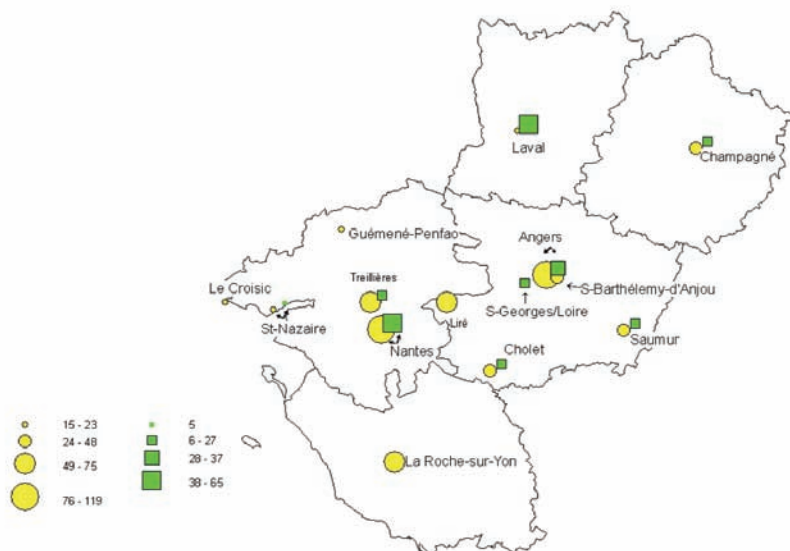 Laval
Champagné
Guémené-Penfao
Angers
Le Croisic
Treillières
S-Barthélemy-d'Anjou
S-Georges/Loire
St-Nazaire
Liré
Saumur
Nantes
Cholet
La Roche-sur-Yon
15 - 23
5
24 - 48
6 - 27
49 - 75
28 - 37
38 - 65
76 - 119